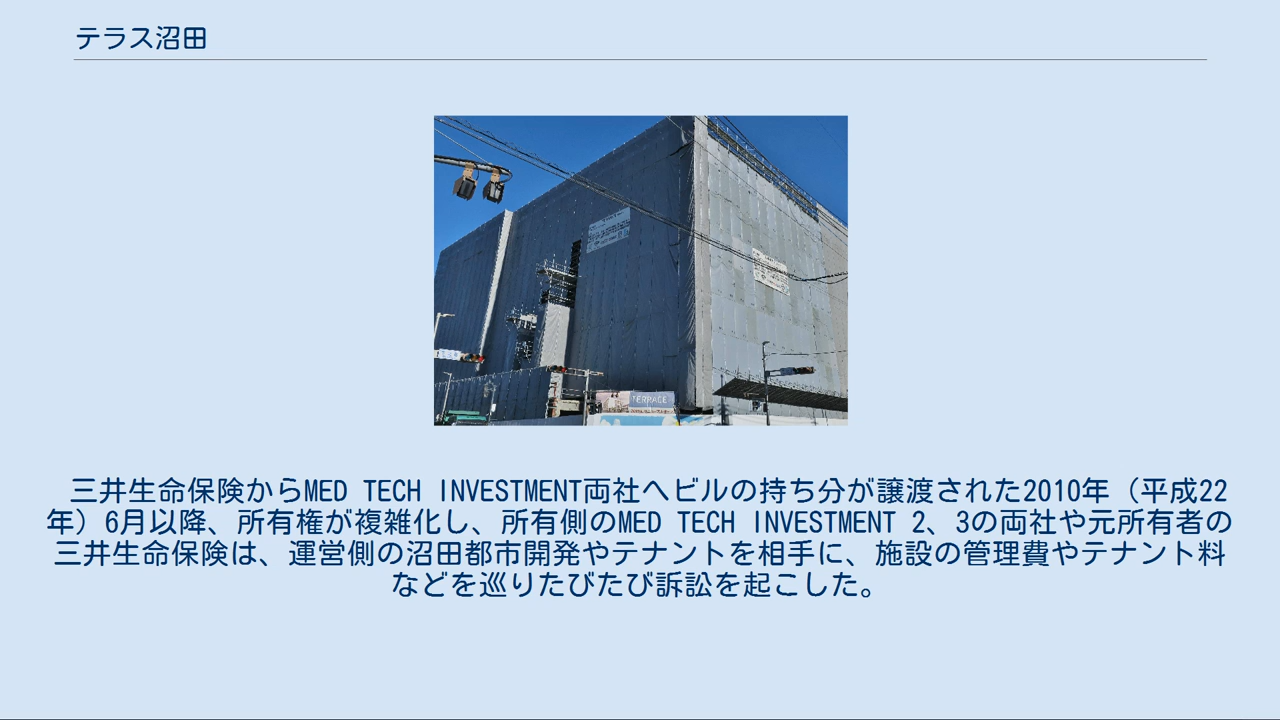 テラス沼田
TERRACE
三井生命保険からMED TECH INVESTMENT両社へビルの持ち分が譲渡された2010年（平成22
年）6月以降、所有権が複雑化し、所有側のMED TECH INVESTMENT 2、3の両社や元所有者の
三井生命保険は、運営側の沼田都市開発やテナントを相手に、施設の管理費やテナント料
などを巡りたびたび訴訟を起こした。